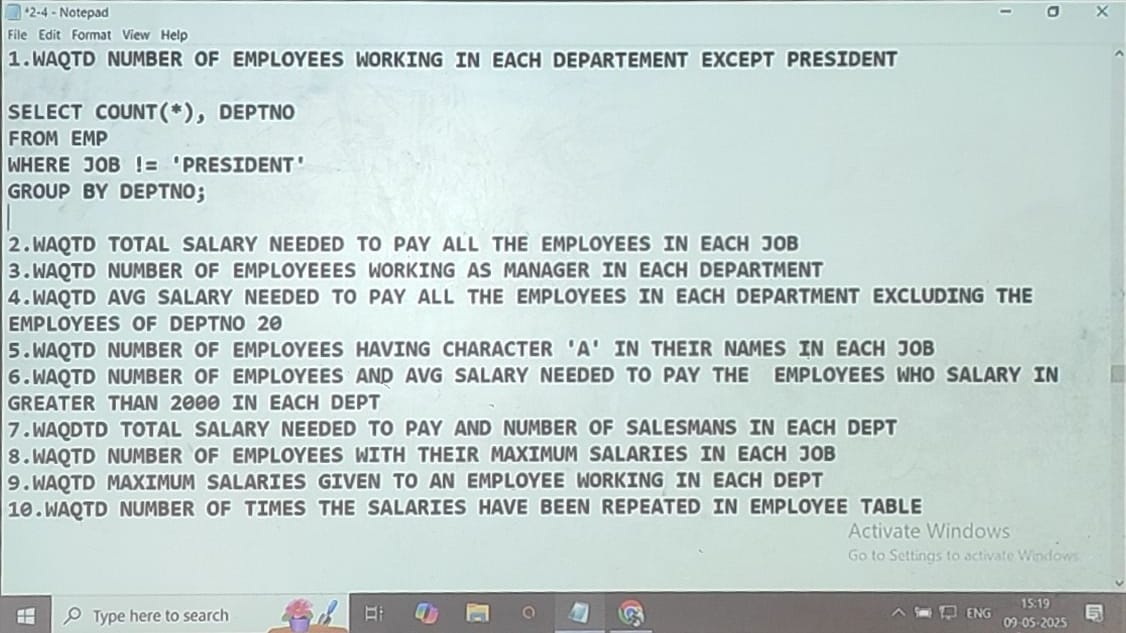 *2-4 - Notepad
File Edit Format View Help
1.WAQTD NUMBER OF EMPLOYEES WORKING IN EACH DEPARTEMENT EXCEPT PRESIDENT
SELECT COUNT(*), DEPTNO
FROM EMP
WHERE JOB != 'PRESIDENT'
GROUP BY DEPTNO;
2.WAQTD TOTAL SALARY NEEDED TO PAY ALL THE EMPLOYEES IN EACH JOB
3.WAQTD NUMBER OF EMPLOYEEES WORKING AS MANAGER IN EACH DEPARTMENT
4.WAQTD AVG SALARY NEEDED TO PAY ALL THE EMPLOYEES IN EACH DEPARTMENT EXCLUDING THE
EMPLOYEES OF DEPTNO 20
5.WAQTD NUMBER OF EMPLOYEES HAVING CHARACTER 'A' IN THEIR NAMES IN EACH JOB
6.WAQTD NUMBER OF EMPLOYEES AND AVG SALARY NEEDED TO PAY THE  EMPLOYEES WHO SALARY IN
GREATER THAN 2000 IN EACH DEPT
7.WAQDTD TOTAL SALARY NEEDED TO PAY AND NUMBER OF SALESMANS IN EACH DEPT
8.WAQTD NUMBER OF EMPLOYEES WITH THEIR MAXIMUM SALARIES IN EACH JOB
9.WAQTD MAXIMUM SALARIES GIVEN TO AN EMPLOYEE WORKING IN EACH DEPT
10.WAQTD NUMBER OF TIMES THE SALARIES HAVE BEEN REPEATED IN EMPLOYEE TABLE
Activate Windows
Go to Settings to activate Windows.
Type here to search
ENG
15:19
09-05-2025